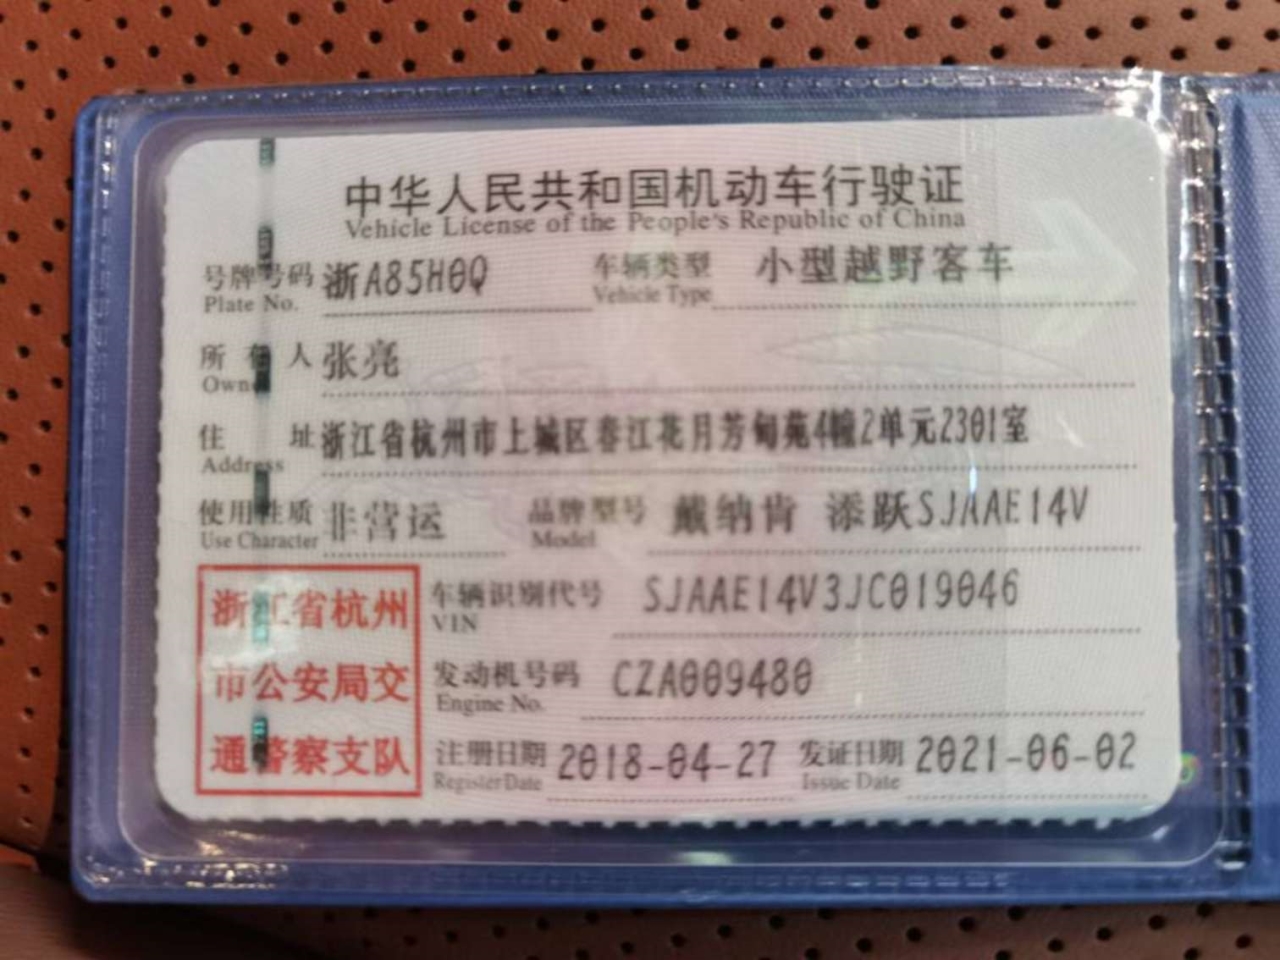 中华人民共和国机动车行驶证
Vehicle License of the People's Republic of China
号牌号码 浙A85H0Q 车辆类型 小型越野客车
Plate No. Vehicle Type
所有人 张亮
Owner
住址 浙江省杭州市上城区春江花月芳甸苑4幢2单元2301室
Address
使用性质 非营运 品牌型号 戴纳肯 添跃SJAAE14V
Use Character Model
浙江省杭州
市公安局交
通警察支队
车辆识别代号 SJAAE14V3JC019046
VIN
发动机号码 CZA009480
Engine No.
注册日期 2018-04-27 发证日期 2021-06-02
Register Date Issue Date